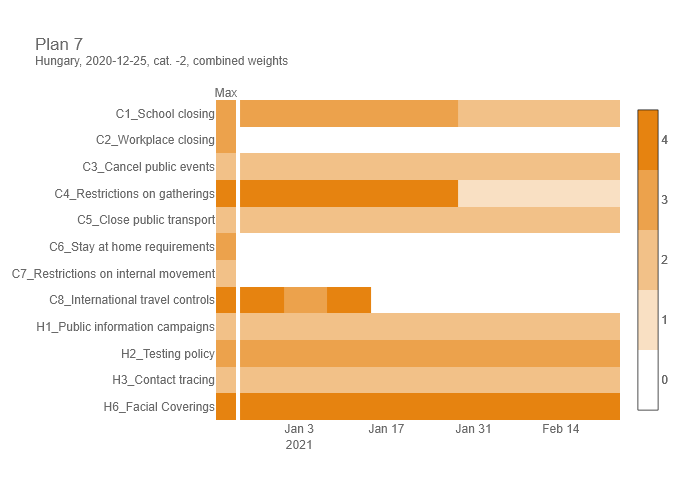 Plan 7
Hungary, 2020-12-25, cat. -2, combined weights
Max
C1_School closing
C2_Workplace closing
C3_Cancel public events
C4_Restrictions on gatherings
C5_Close public transport
C6_Stay at home requirements
C7_Restrictions on internal movement
C8_International travel controls
H1_Public information campaigns
H2_Testing policy
H3_Contact tracing
H6_Facial Coverings
Jan 3 Jan 17 Jan 31 Feb 14
2021
4
3
2
1
0